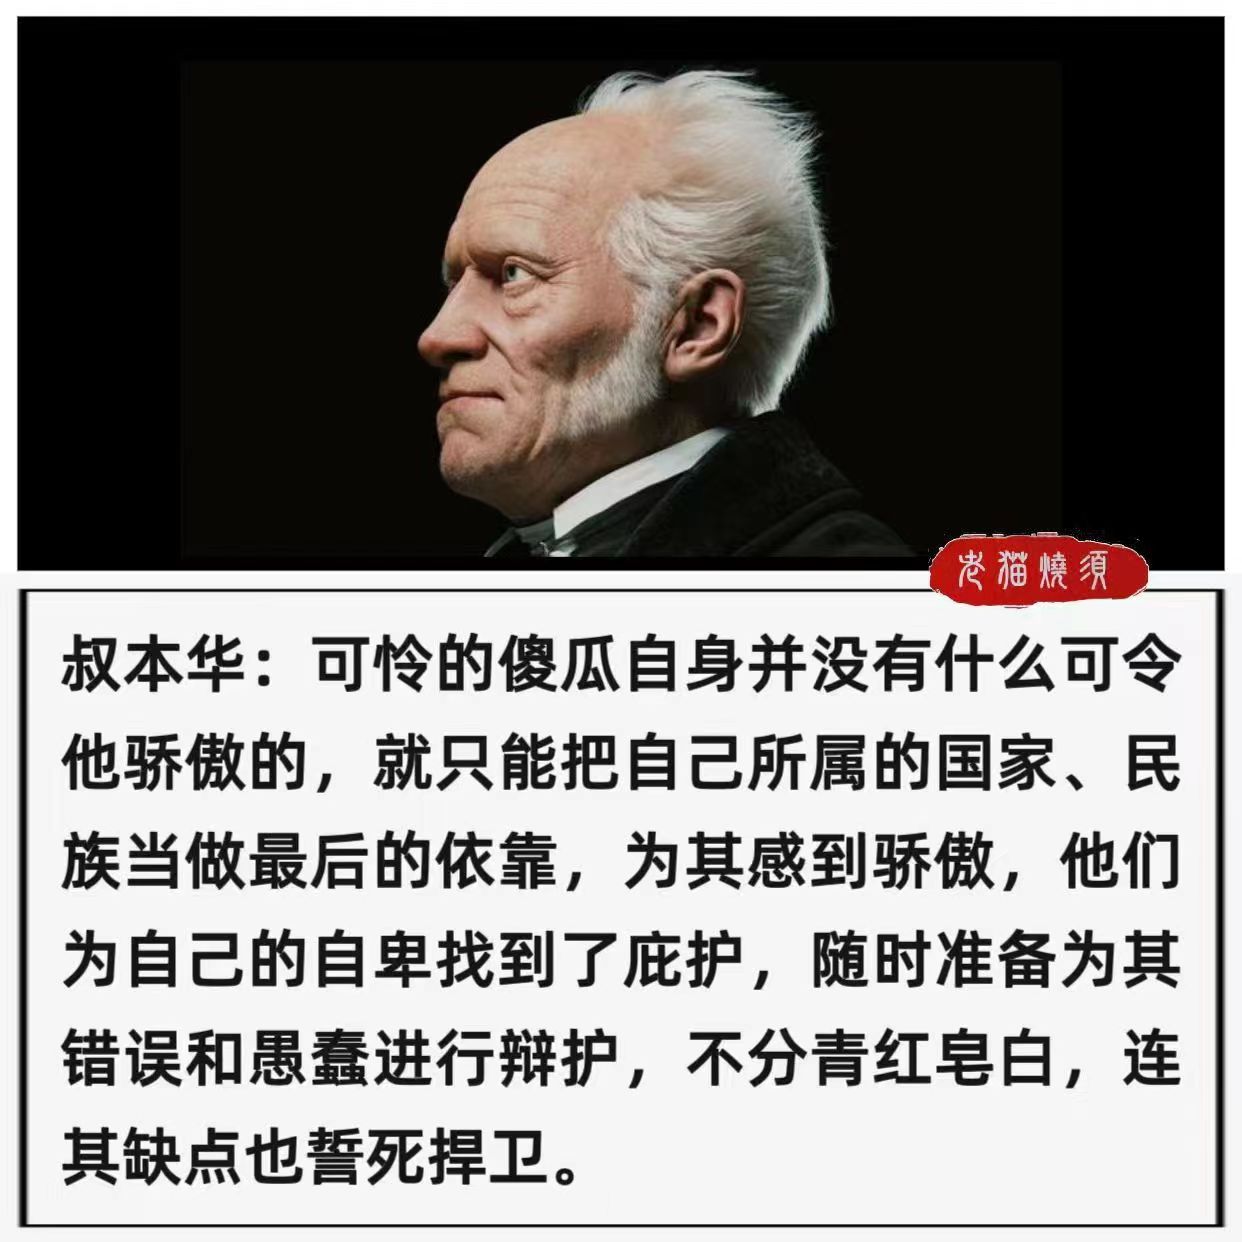 老猫燒須
叔本华：可怜的傻瓜自身并没有什么可令
他骄傲的，就只能把自己所属的国家、民
族当做最后的依靠，为其感到骄傲，他们
为自己的自卑找到了庇护，随时准备为其
错误和愚蠢进行辩护，不分青红皂白，连
其缺点也誓死捍卫。